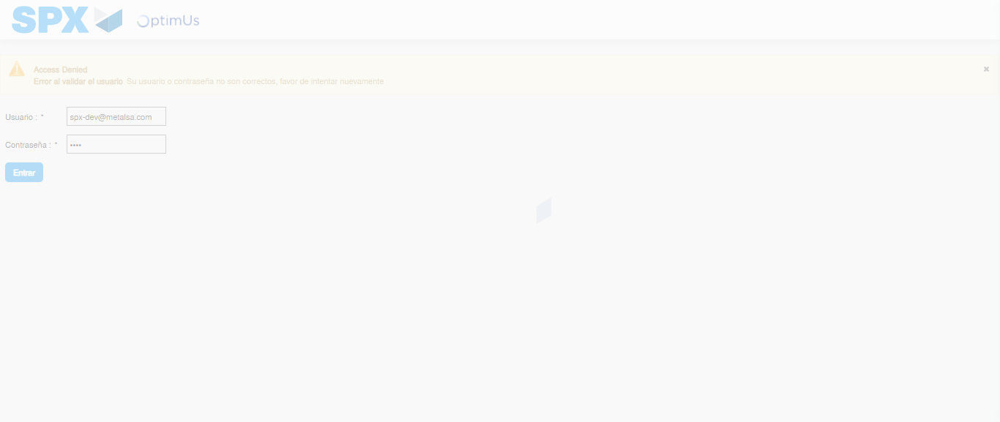 SPX OptimUs
Access Denied
Error al validar el usuario Su usuario o contraseña no son correctos, favor de intentar nuevamente
Usuario : * spx-dev@metalsa.com
Contraseña : * ••••
Entrar